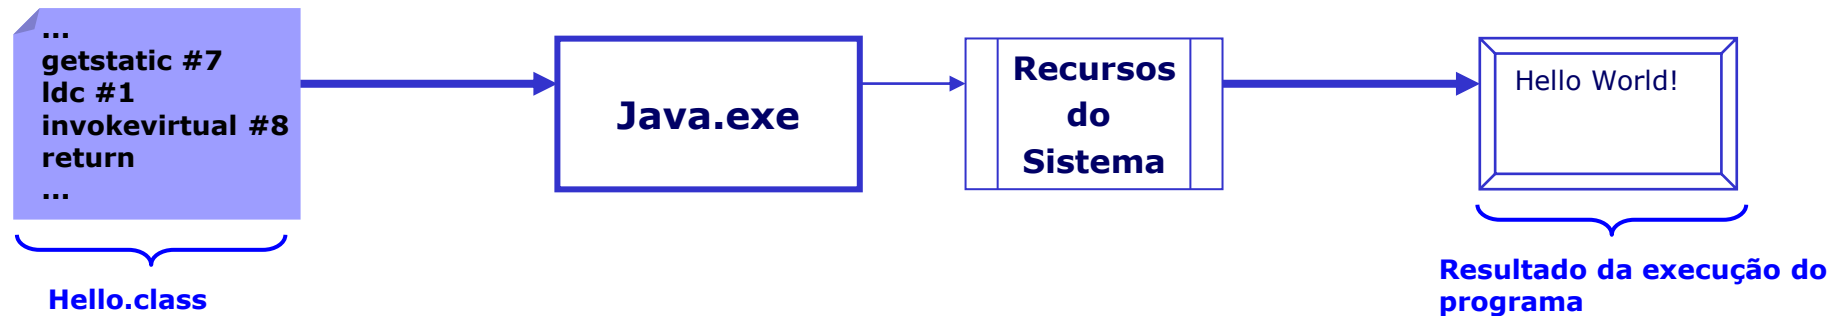 ...
getstatic #7
ldc #1
invokevirtual #8
return
...
Hello.class
Java.exe
Recursos
do
Sistema
Hello World!
Resultado da execução do
programa